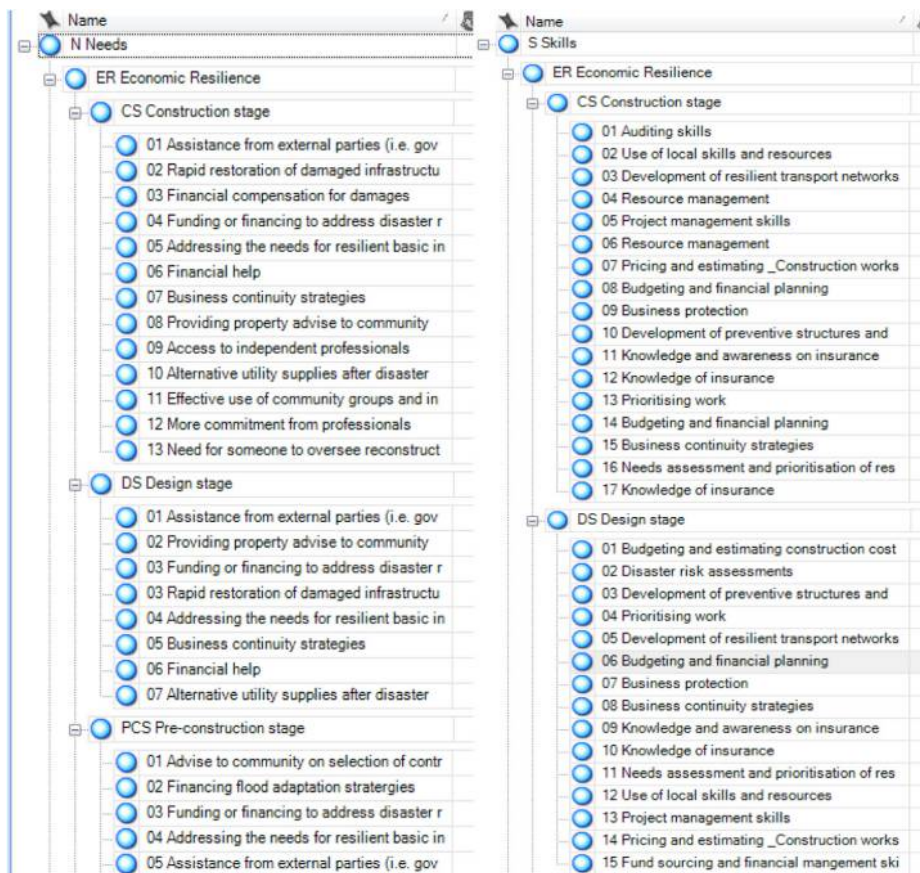 Name
N Needs
ER Economic Resilience
CS Construction stage
01 Assistance from external parties (i.e. gov
02 Rapid restoration of damaged infrastructu
03 Financial compensation for damages
04 Funding or financing to address disaster r
05 Addressing the needs for resilient basic in
06 Financial help
07 Business continuity strategies
08 Providing property advise to community
09 Access to independent professionals
10 Alternative utility supplies after disaster
11 Effective use of community groups and in
12 More commitment from professionals
13 Need for someone to oversee reconstruct
DS Design stage
01 Assistance from external parties (i.e. gov
02 Providing property advise to community
03 Funding or financing to address disaster r
03 Rapid restoration of damaged infrastructu
04 Addressing the needs for resilient basic in
05 Business continuity strategies
06 Financial help
07 Alternative utility supplies after disaster
PCS Pre-construction stage
01 Advise to community on selection of contr
02 Financing flood adaptation stratergies
03 Funding or financing to address disaster r
04 Addressing the needs for resilient basic in
05 Assistance from external parties (i.e. gov
Name
S Skills
ER Economic Resilience
CS Construction stage
01 Auditing skills
02 Use of local skills and resources
03 Development of resilient transport networks
04 Resource management
05 Project management skills
06 Resource management
07 Pricing and estimating _Construction works
08 Budgeting and financial planning
09 Business protection
10 Development of preventive structures and
11 Knowledge and awareness on insurance
12 Knowledge of insurance
13 Prioritising work
14 Budgeting and financial planning
15 Business continuity strategies
16 Needs assessment and prioritisation of res
17 Knowledge of insurance
DS Design stage
01 Budgeting and estimating construction cost
02 Disaster risk assessments
03 Development of preventive structures and
04 Prioritising work
05 Development of resilient transport networks
06 Budgeting and financial planning
07 Business protection
08 Business continuity strategies
09 Knowledge and awareness on insurance
10 Knowledge of insurance
11 Needs assessment and prioritisation of res
12 Use of local skills and resources
13 Project management skills
14 Pricing and estimating _Construction works
15 Fund sourcing and financial mangement ski